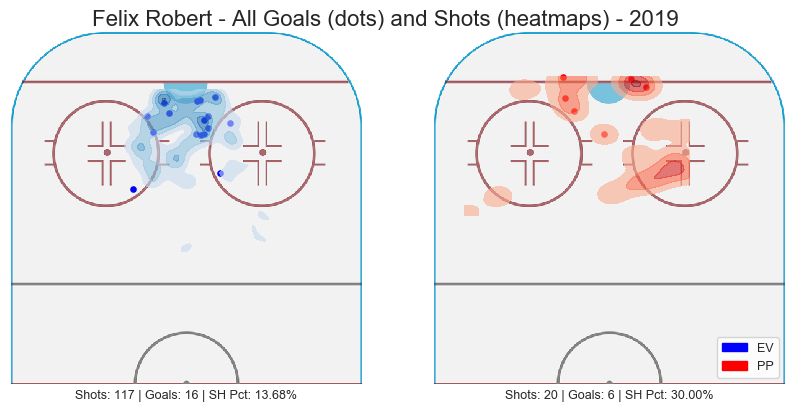 Felix Robert - All Goals (dots) and Shots (heatmaps) - 2019
EV
PP
Shots: 117 | Goals: 16 | SH Pct: 13.68%
Shots: 20 | Goals: 6 | SH Pct: 30.00%